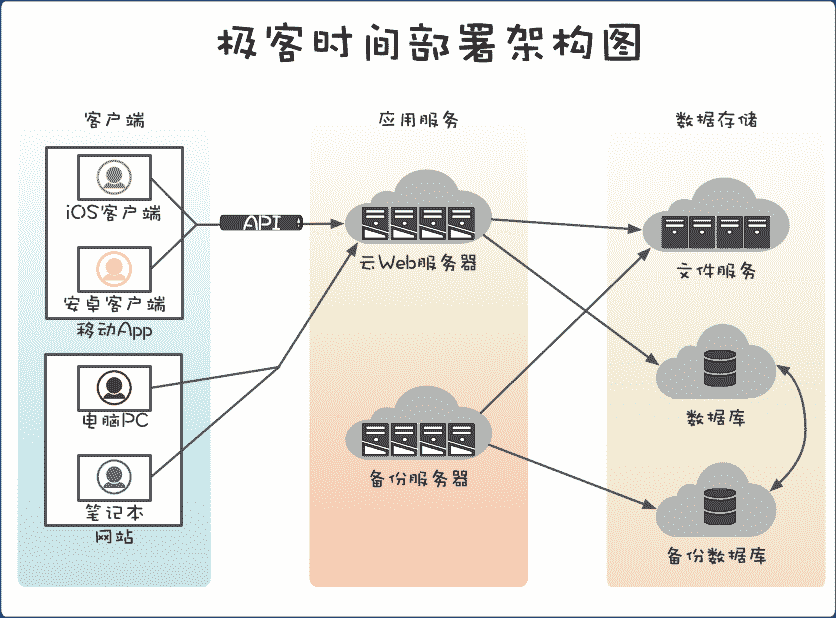 极客时间部署架构图
客户端
应用服务
数据存储
iOS客户端
安卓客户端
移动App
API
云Web服务器
文件服务
电脑PC
笔记本
网站
备份服务器
数据库
备份数据库